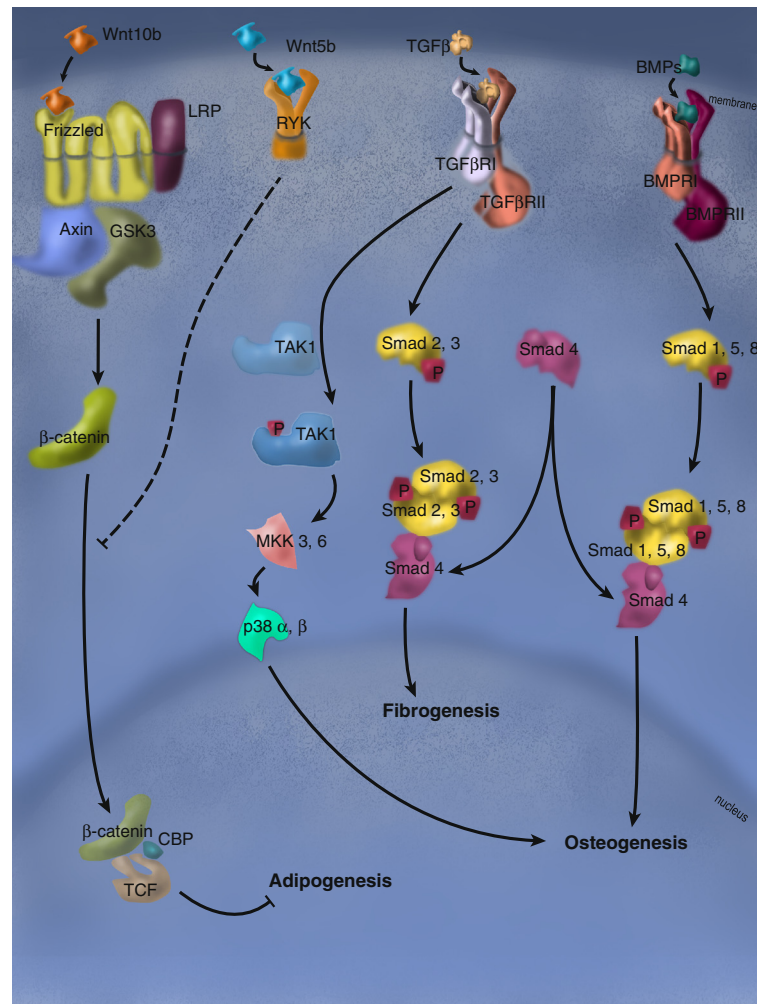 Wnt10b
Wnt5b
TGFβ
BMPs
membrane
LRP
Frizzled
RYK
TGFβRI
TGFβRII
BMPRI
BMPRII
Axin
GSK3
TAK1
Smad 2, 3
P
Smad 4
Smad 1, 5, 8
P
β-catenin
P
TAK1
Smad 2, 3
P
Smad 2, 3
P
Smad 1, 5, 8
P
Smad 1, 5, 8
P
MKK 3, 6
Smad 4
Smad 4
p38 α, β
Fibrogenesis
nucleus
β-catenin
CBP
TCF
Osteogenesis
Adipogenesis